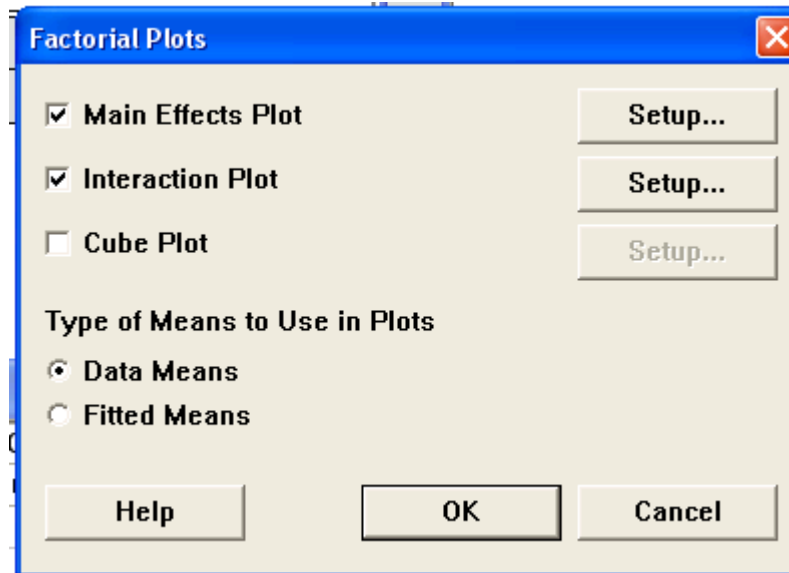 Factorial Plots
Main Effects Plot Setup...
Interaction Plot Setup...
Cube Plot Setup...
Type of Means to Use in Plots
Data Means
Fitted Means
Help OK Cancel